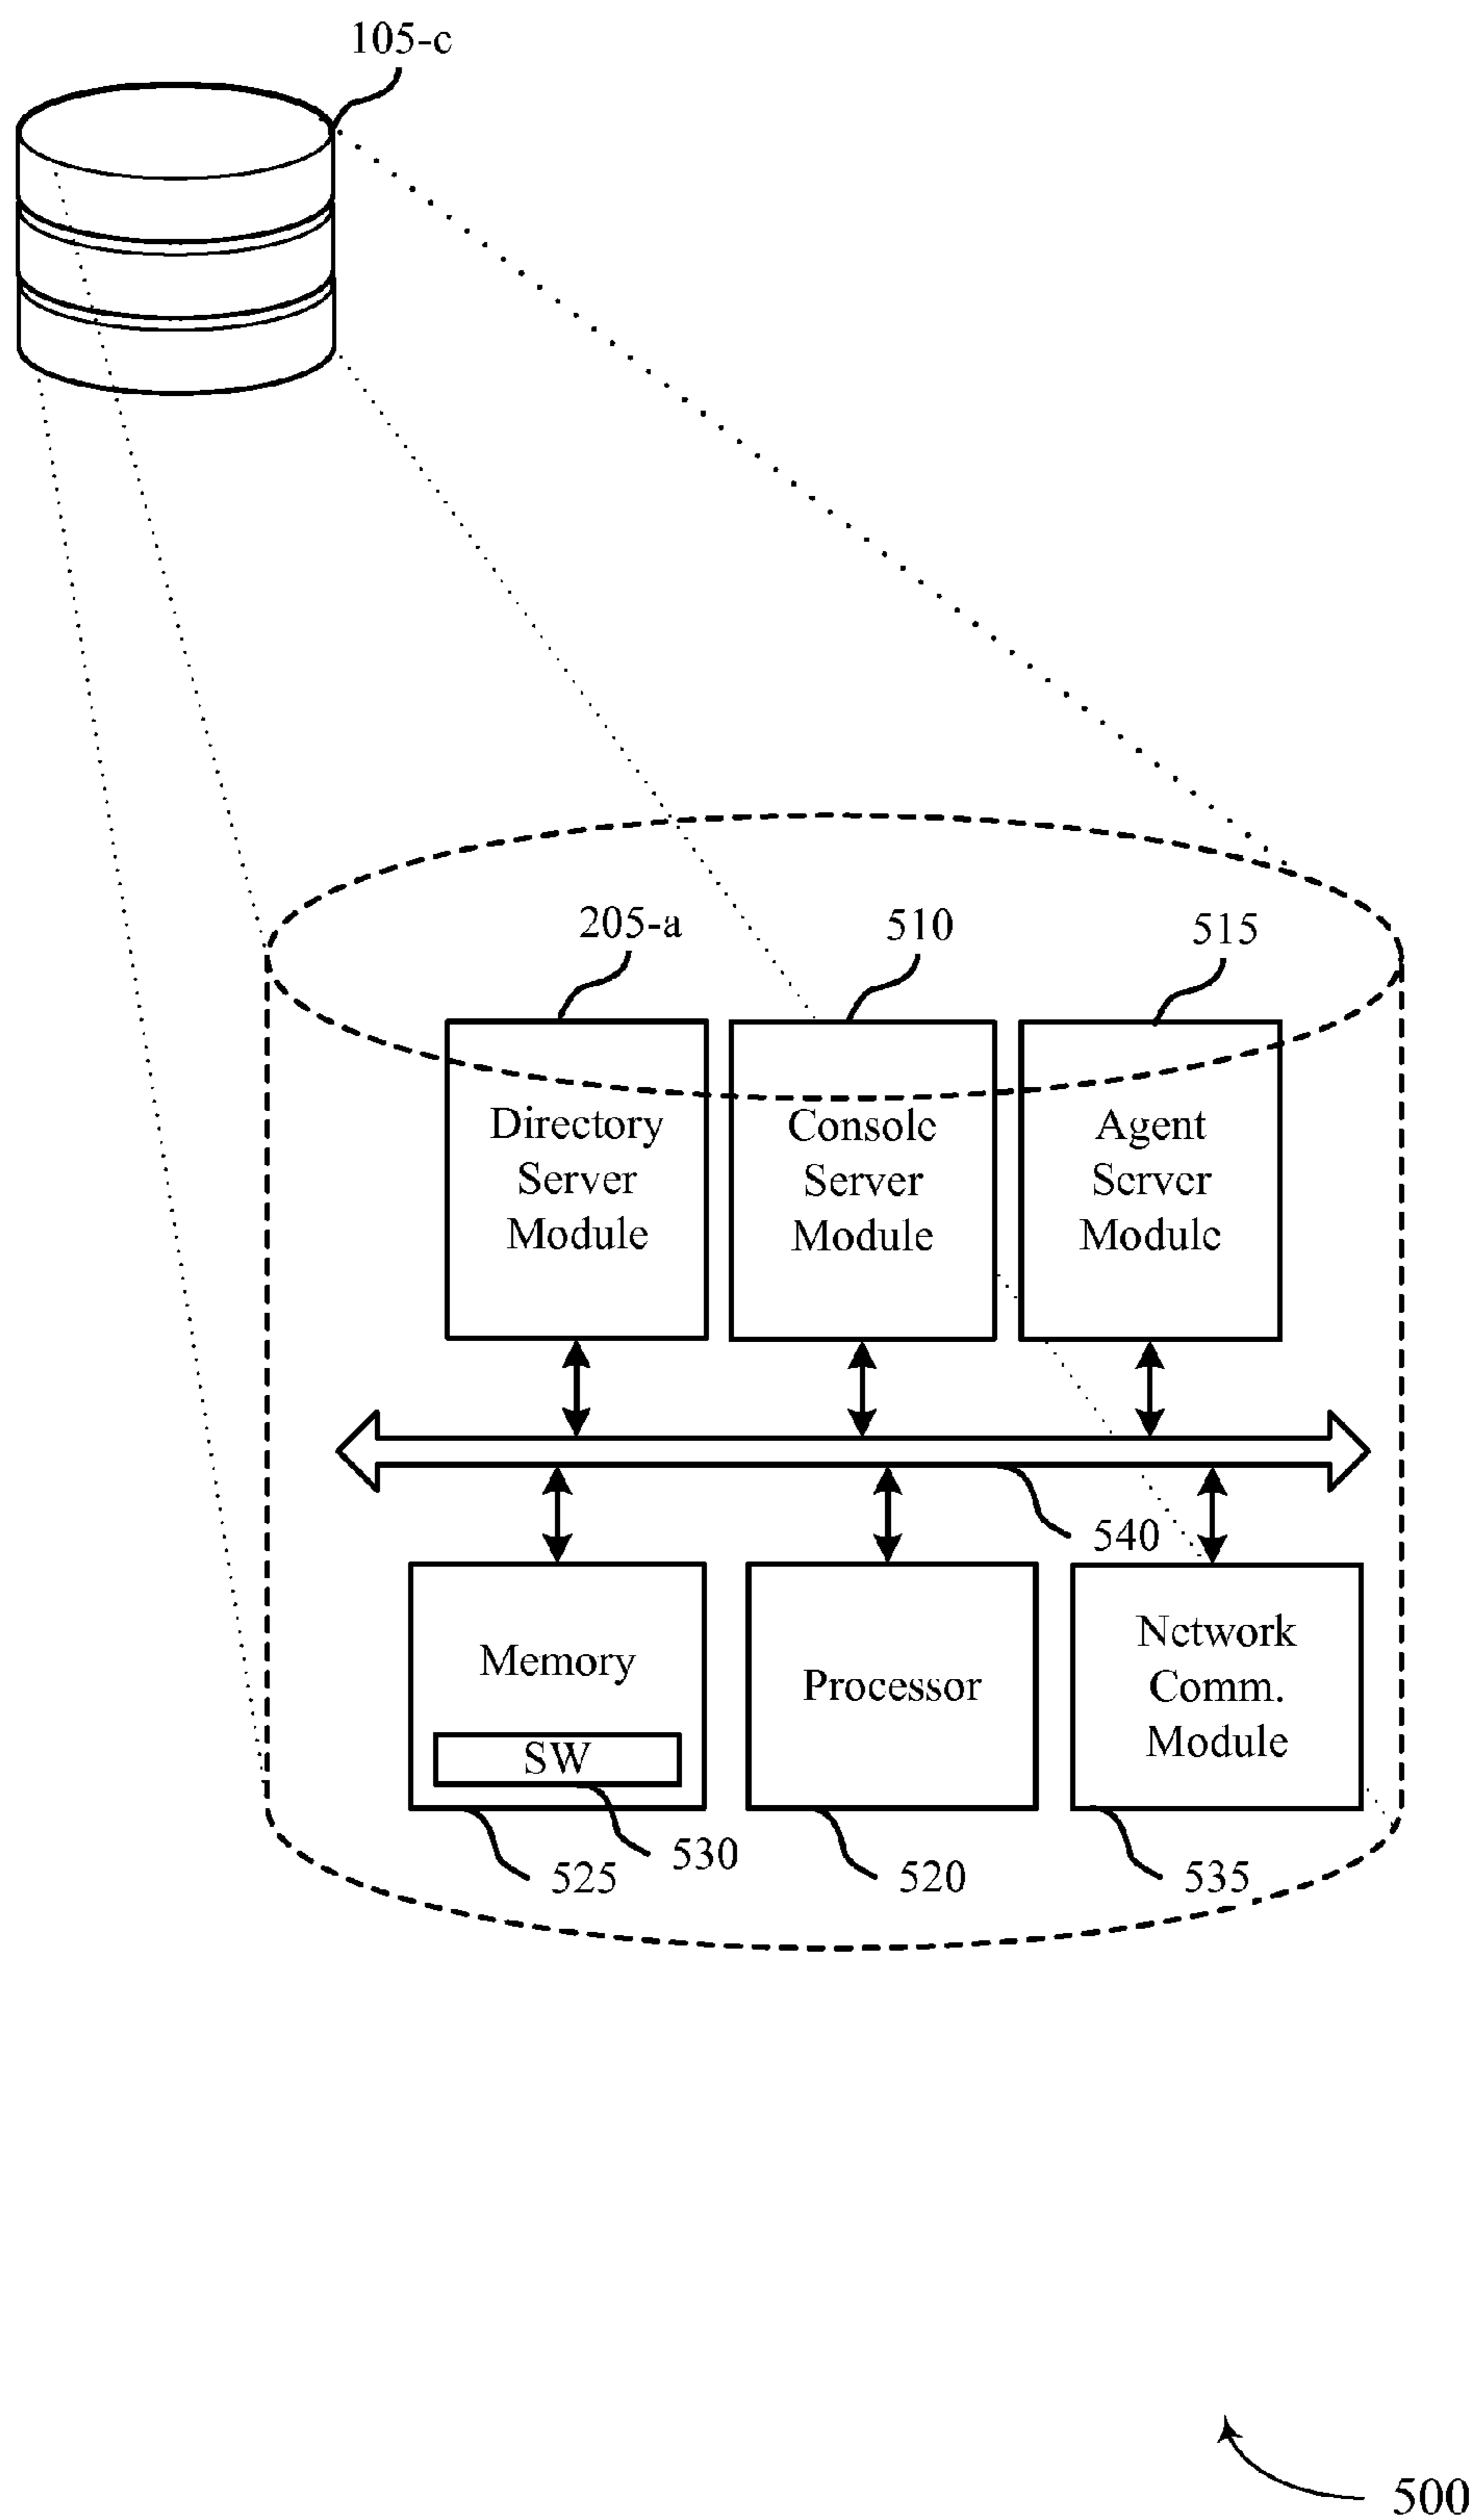 105-c
205-a
510
515
Directory
Server
Module
Console
Server
Module
Agent
Server
Module
540
Memory
SW
Processor
Network
Comm.
Module
530
525
520
535
500